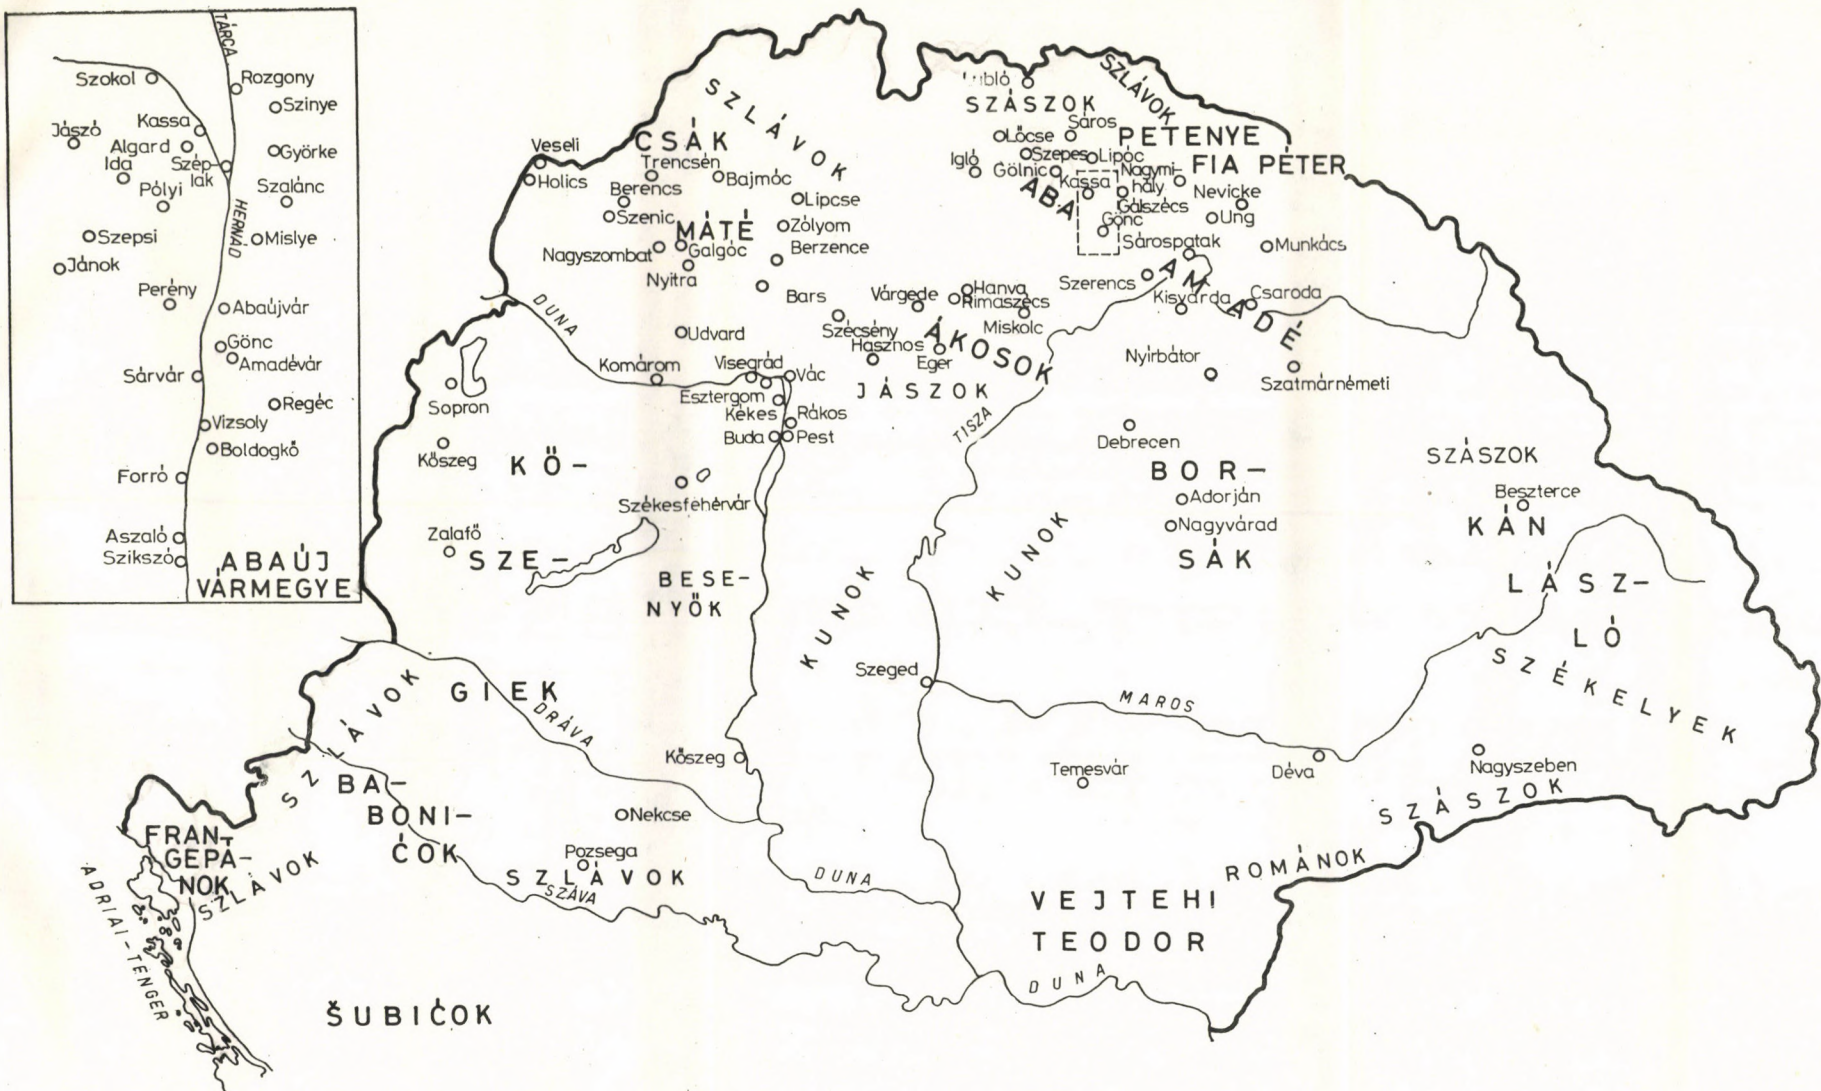 TÁRCA
Szokol
Rozgony
Szinye
Kassa
Jászó
Algard
Györke
Ida
Szép-
lak
Pólyi
Szalánc
HERNÁD
Szepsi
Mislye
Jánok
Perény
Abaújvár
Gönc
Amadévár
Sárvár
Regéc
Vizsoly
Boldogkő
Forró
Aszaló
Szikszó
ABAÚJ
VÁRMEGYE
SZLÁVOK
CSÁK
MÁTÉ
Veseli
Holics
Trencsén
Bajmóc
Berencs
Szenic
Lipcse
Zólyom
Nagyszombat
Galgóc
Berzence
Nyitra
Bars
DUNA
Udvard
Komárom
Visegrád
Vác
Esztergom
Kékes
Rákos
Buda
Pest
Sopron
Kőszeg
KŐ-
SZE-
GIEK
Székesfehérvár
Zalafő
BESE-
NYŐK
SZÁSZOK
SZLÁVOK
Lőcse
Sáros
PETENYE
FIA PÉTER
Igló
Szepes
Lipóc
Gölnic
Kassa
Nagymi-
hály
Nevicke
ABA
Gálszécs
Ung
Gönc
Sárospatak
Munkács
AMADÉ
Szerencs
Kisvárda
Csaroda
Várgede
Hanva
Rimaszécs
Miskolc
Szécsény
ÁKOSOK
Hasznos
Eger
JÁSZOK
Nyírbátor
Szatmárnémeti
TISZA
Debrecen
BOR-
SÁK
Adorján
Nagyvárad
SZÁSZOK
Beszterce
KÁN
LÁSZ-
LÓ
SZÉKELYEK
KUNOK
KUNOK
Szeged
MAROS
Temesvár
Déva
Nagyszeben
SZÁSZOK
ROMÁNOK
VEJTEHI
TEODOR
DUNA
DRÁVA
Kőszeg
Nekcse
Pozsega
SZLÁVOK
SZÁVA
DUNA
SZLÁVOK
BA-
BONI-
ĆOK
FRAN-
GEPÁ-
NOK
SZLÁVOK
ADRIAI-TENGER
ŠUBIĆOK